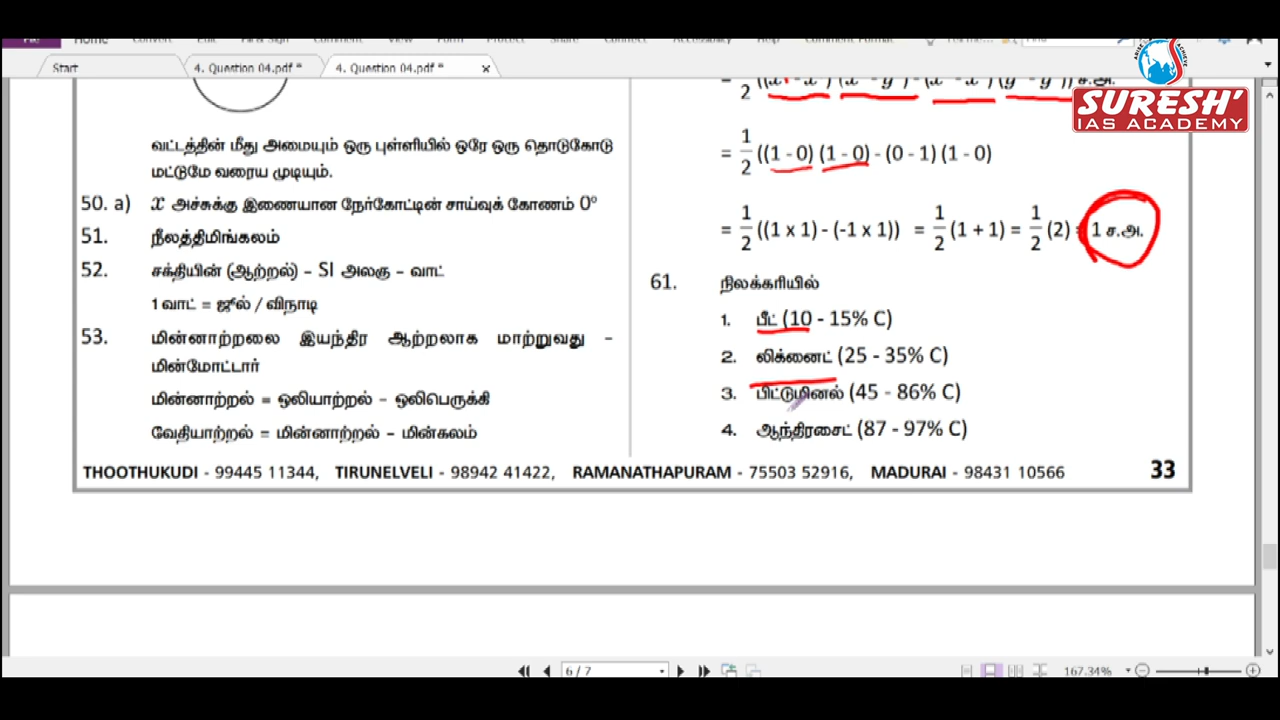 Start
4. Question 04.pdf *
4. Question 04.pdf *
SURESH'
IAS ACADEMY
வட்டத்தின் மீது அமையும் ஒரு புள்ளியில் ஒரே ஒரு தொடுகோடு
மட்டுமே வரைய முடியும்.
50. a) x அச்சுக்கு இணையான நேர்கோட்டின் சாய்வுக் கோணம் 0°
51. நீலத்திமிங்கலம்
52. சக்தியின் (ஆற்றல்) – SI அலகு – வாட்
1 வாட் = ஜூல் / விநாடி
53. மின்னாற்றலை இயந்திர ஆற்றலாக மாற்றுவது –
மின்மோட்டார்
மின்னாற்றல் = ஒலியாற்றல் – ஒலிபெருக்கி
வேதியாற்றல் = மின்னாற்றல் – மின்கலம்
= 1/2 ((1 - 0) (1 - 0) - (0 - 1) (1 - 0)
= 1/2 ((1 x 1) - (-1 x 1)) = 1/2 (1 + 1) = 1/2 (2) = 1 ச.அ.
61. நிலக்கரியில்
1. பீட் (10 - 15% C)
2. லிக்னைட் (25 - 35% C)
3. பிட்டுமினல் (45 - 86% C)
4. ஆந்திரசைட் (87 - 97% C)
THOOTHUKUDI - 99445 11344, TIRUNELVELI - 98942 41422, RAMANATHAPURAM - 75503 52916, MADURAI - 98431 10566 33
6 / 7
167.34%